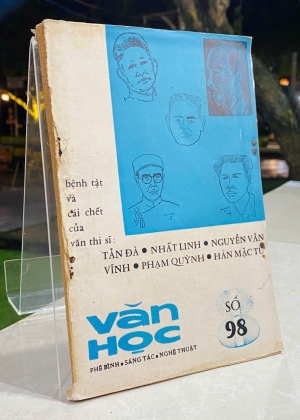 bệnh tật
và
cái chết
của
văn thi sĩ :
TẢN ĐÀ • NHẤT LINH • NGUYỄN VĂN
VĨNH • PHẠM QUỲNH • HÀN MẶC TỬ
văn
HỌC
SỐ
98
PHÊ BÌNH • SÁNG TÁC • NGHỆ THUẬT